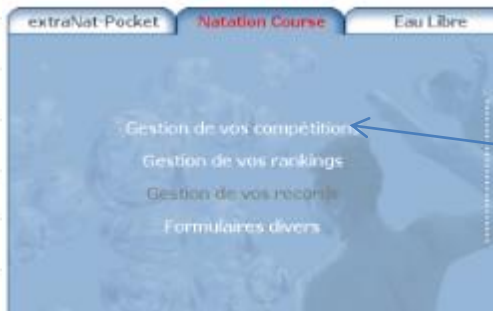 extraNat-Pocket Natation Course Eau Libre
Gestion de vos compétitions
Gestion de vos rankings
Gestion de vos records
Formulaires divers